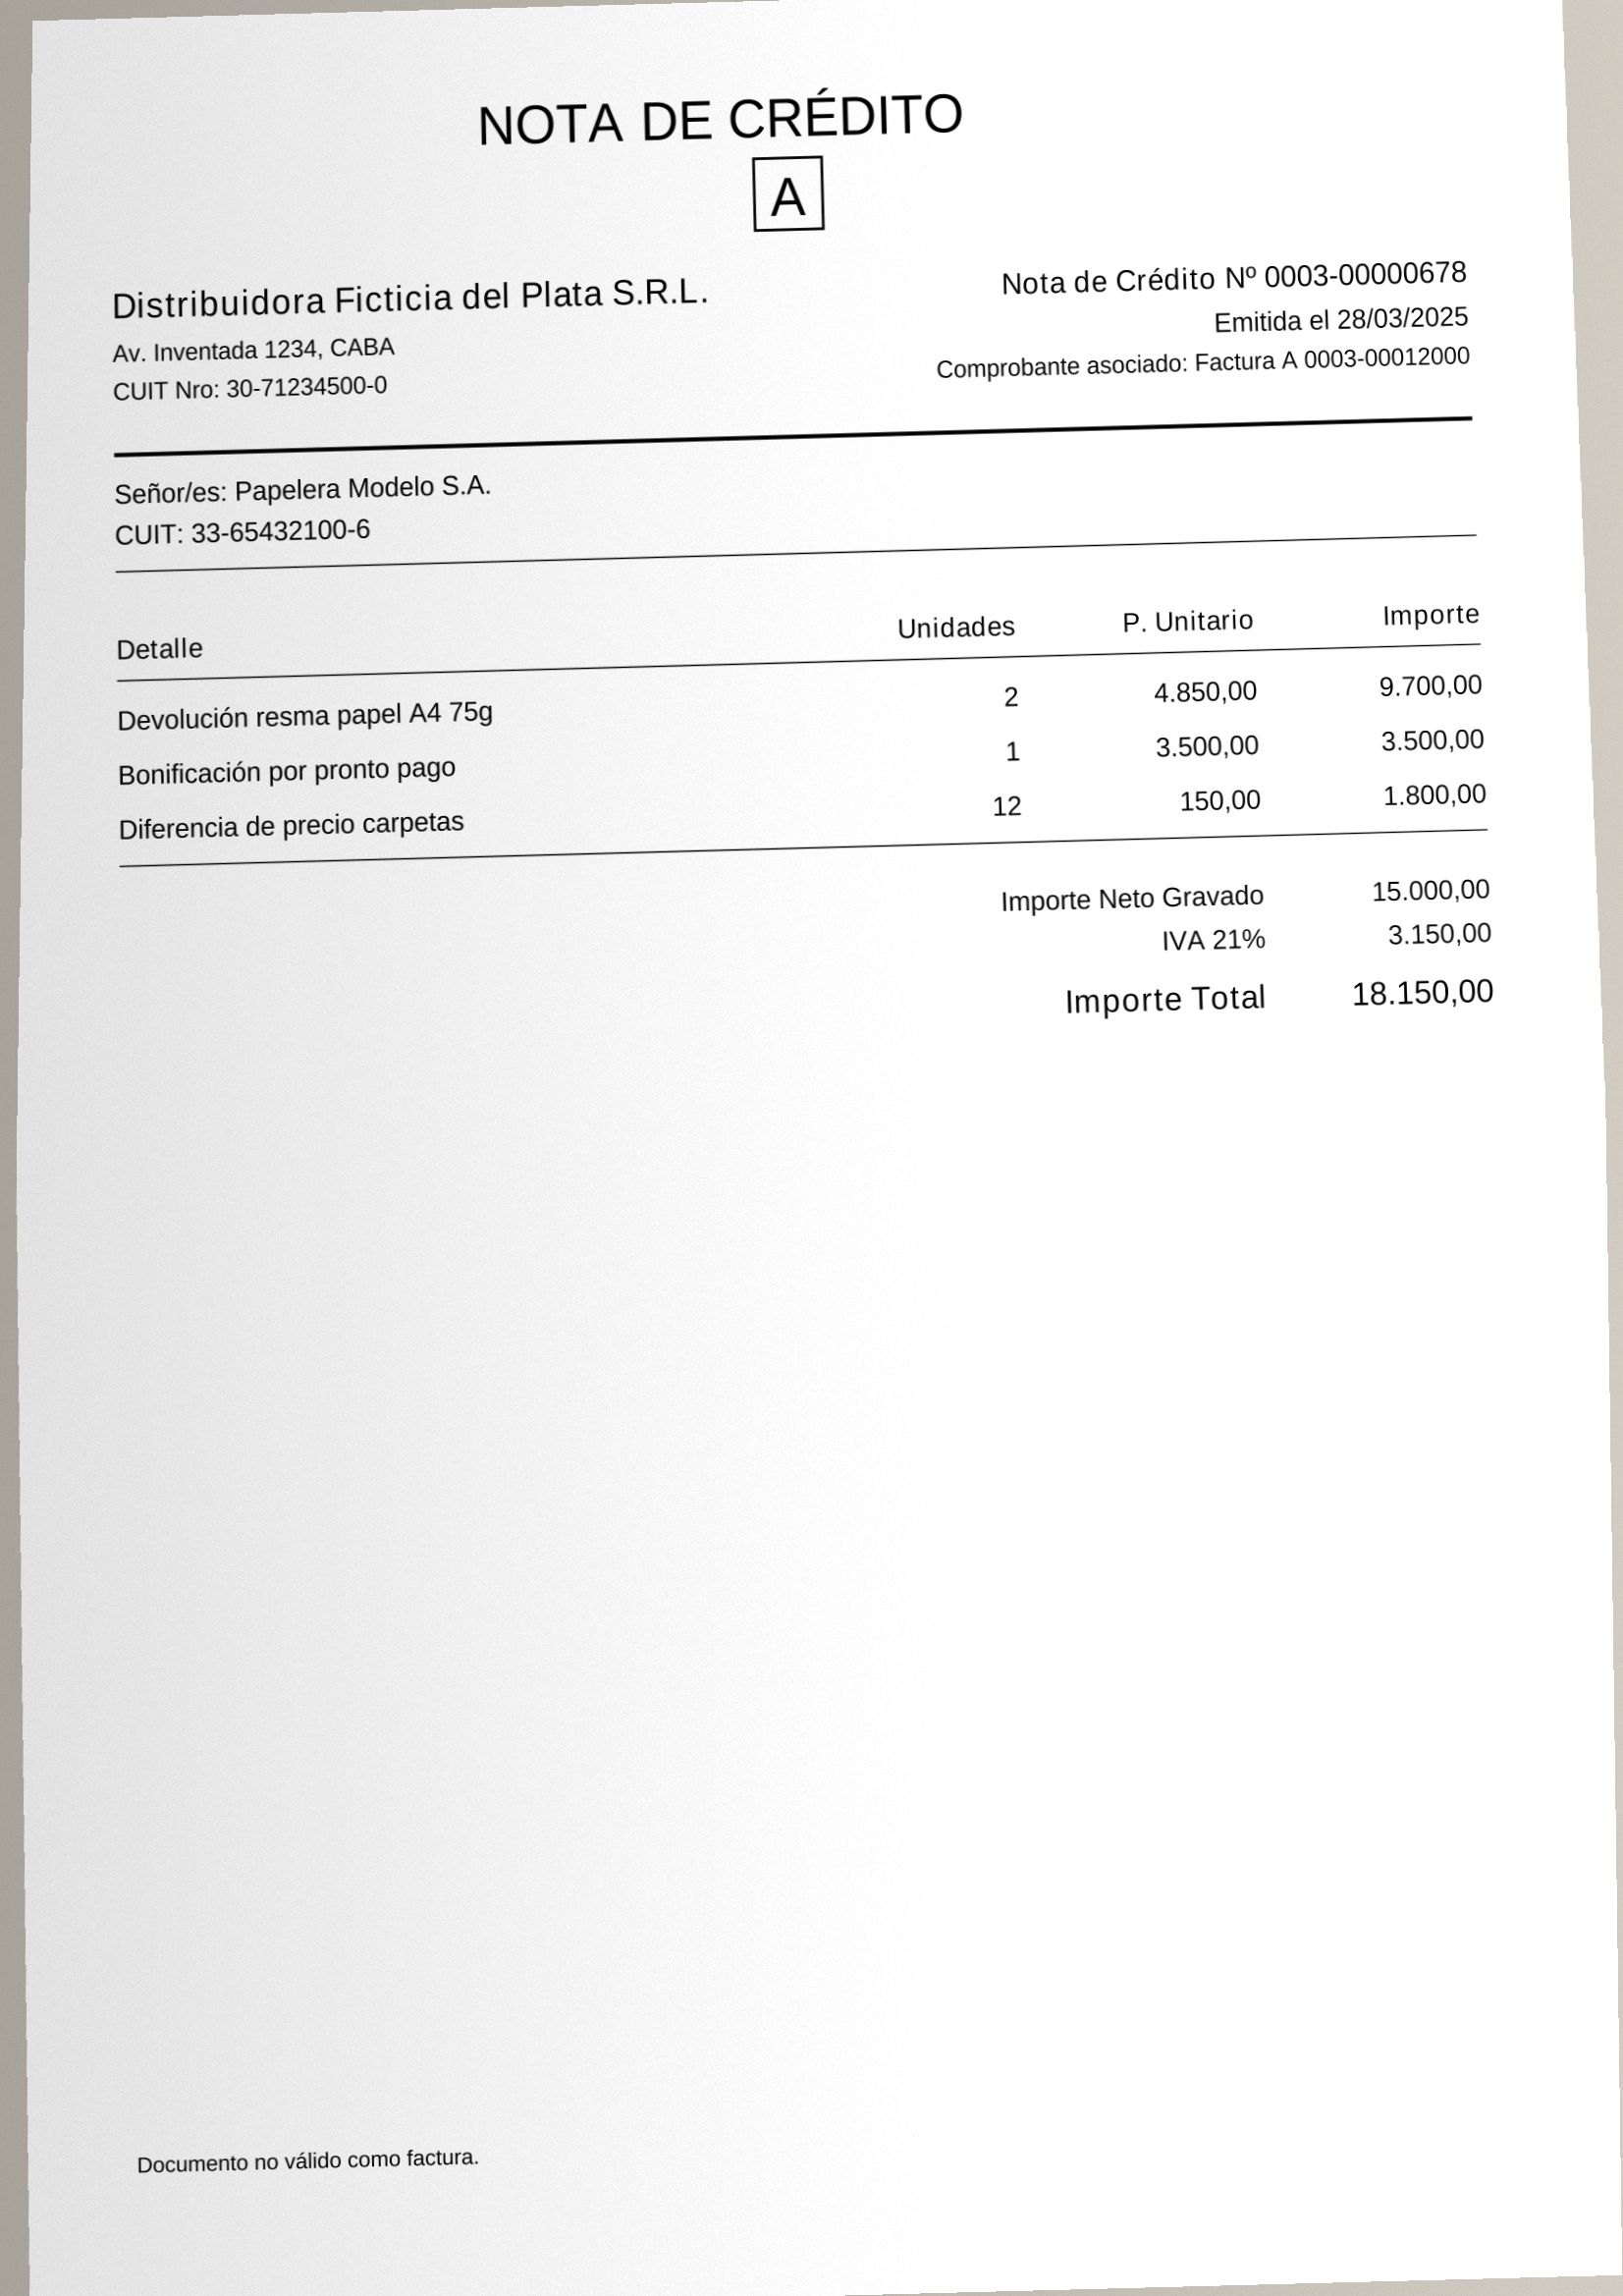 NOTA DE CRÉDITO
A
Distribuidora Ficticia del Plata S.R.L.
Av. Inventada 1234, CABA
CUIT Nro: 30-71234500-0
Nota de Crédito Nº 0003-00000678
Emitida el 28/03/2025
Comprobante asociado: Factura A 0003-00012000
Señor/es: Papelera Modelo S.A.
CUIT: 33-65432100-6
Detalle Unidades P. Unitario Importe
Devolución resma papel A4 75g 2 4.850,00 9.700,00
Bonificación por pronto pago 1 3.500,00 3.500,00
Diferencia de precio carpetas 12 150,00 1.800,00
Importe Neto Gravado 15.000,00
IVA 21% 3.150,00
Importe Total 18.150,00
Documento no válido como factura.